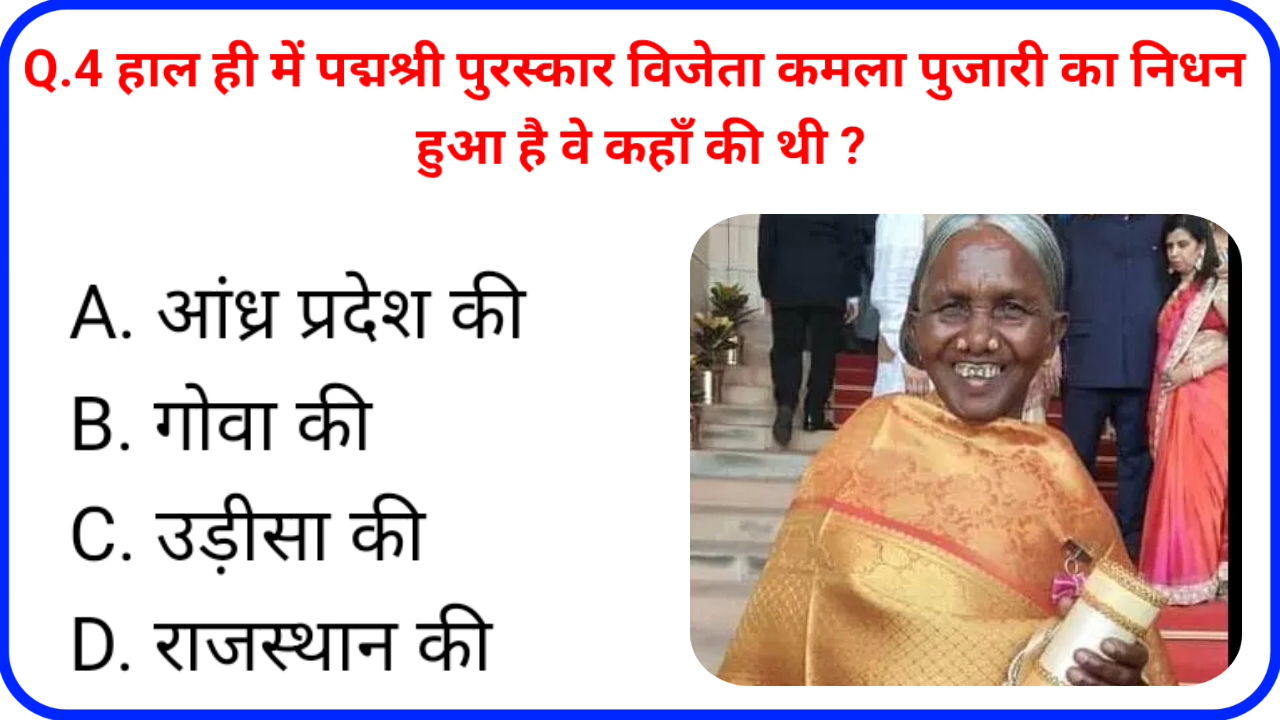 Q.4 हाल ही में पद्मश्री पुरस्कार विजेता कमला पुजारी का निधन
हुआ है वे कहाँ की थी ?
A. आंध्र प्रदेश की
B. गोवा की
C. उड़ीसा की
D. राजस्थान की